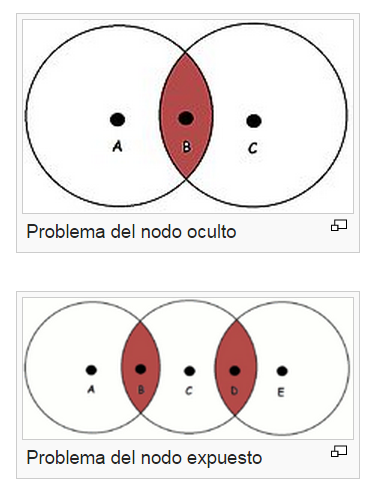 A B C
Problema del nodo oculto
A B C D E
Problema del nodo expuesto